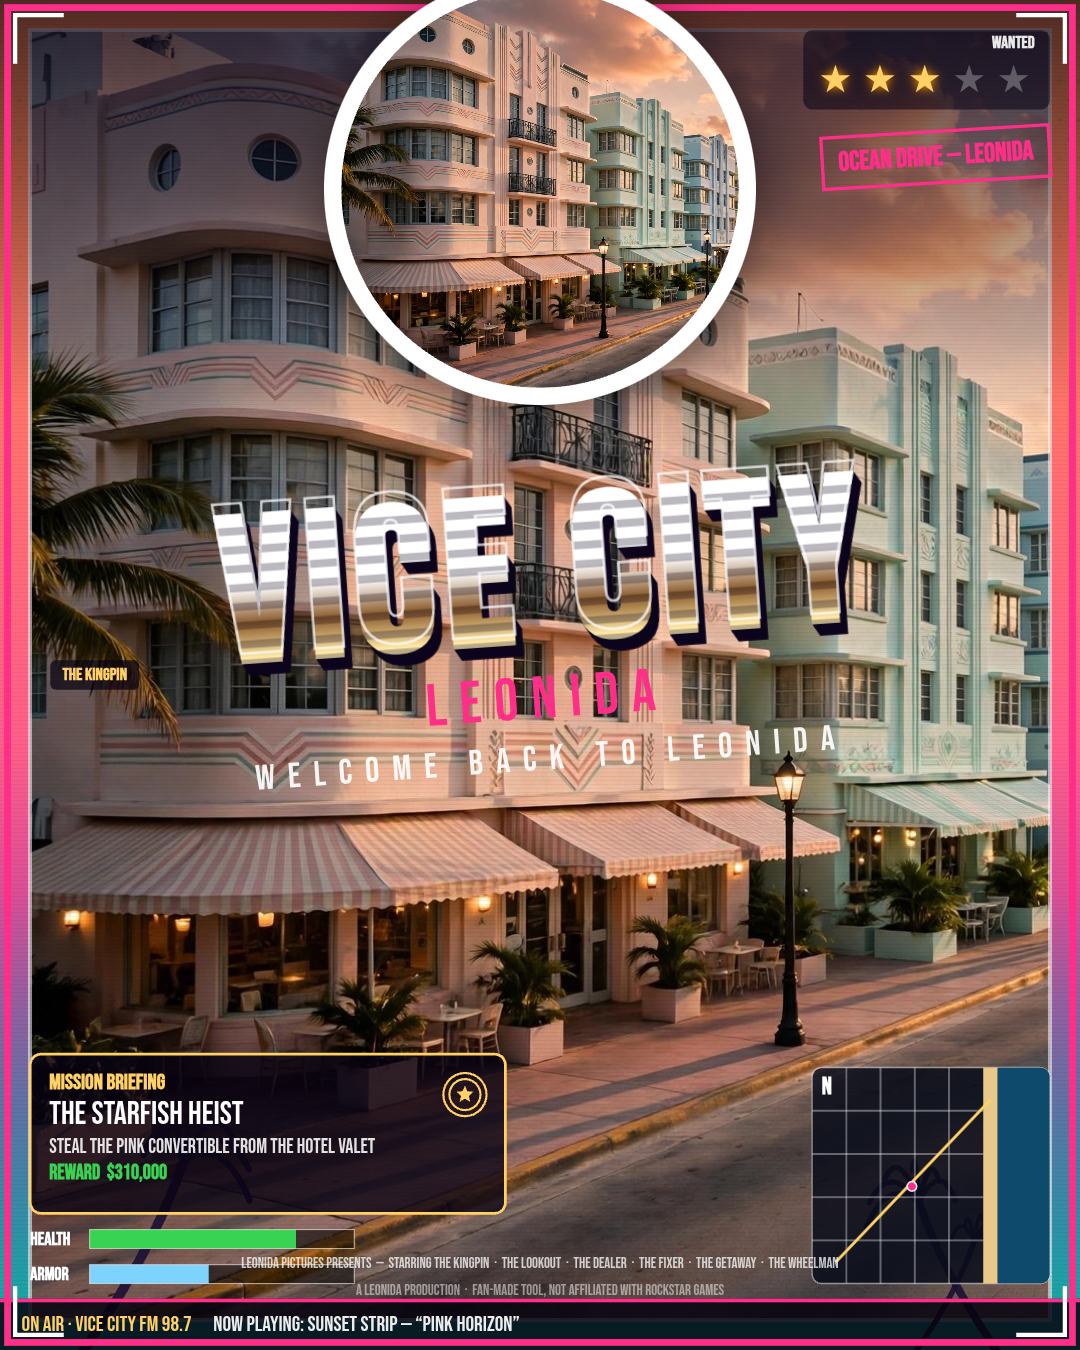 WANTED
OCEAN DRIVE — LEONIDA
VICE CITY
LEONIDA
WELCOME BACK TO LEONIDA
THE KINGPIN
MISSION BRIEFING
THE STARFISH HEIST
STEAL THE PINK CONVERTIBLE FROM THE HOTEL VALET
REWARD $310,000
N
HEALTH
ARMOR
LEONIDA PICTURES PRESENTS — STARRING THE KINGPIN · THE LOOKOUT · THE DEALER · THE FIXER · THE GETAWAY · THE WHEELMAN
A LEONIDA PRODUCTION · FAN-MADE TOOL, NOT AFFILIATED WITH ROCKSTAR GAMES
ON AIR · VICE CITY FM 98.7 NOW PLAYING: SUNSET STRIP — “PINK HORIZON”